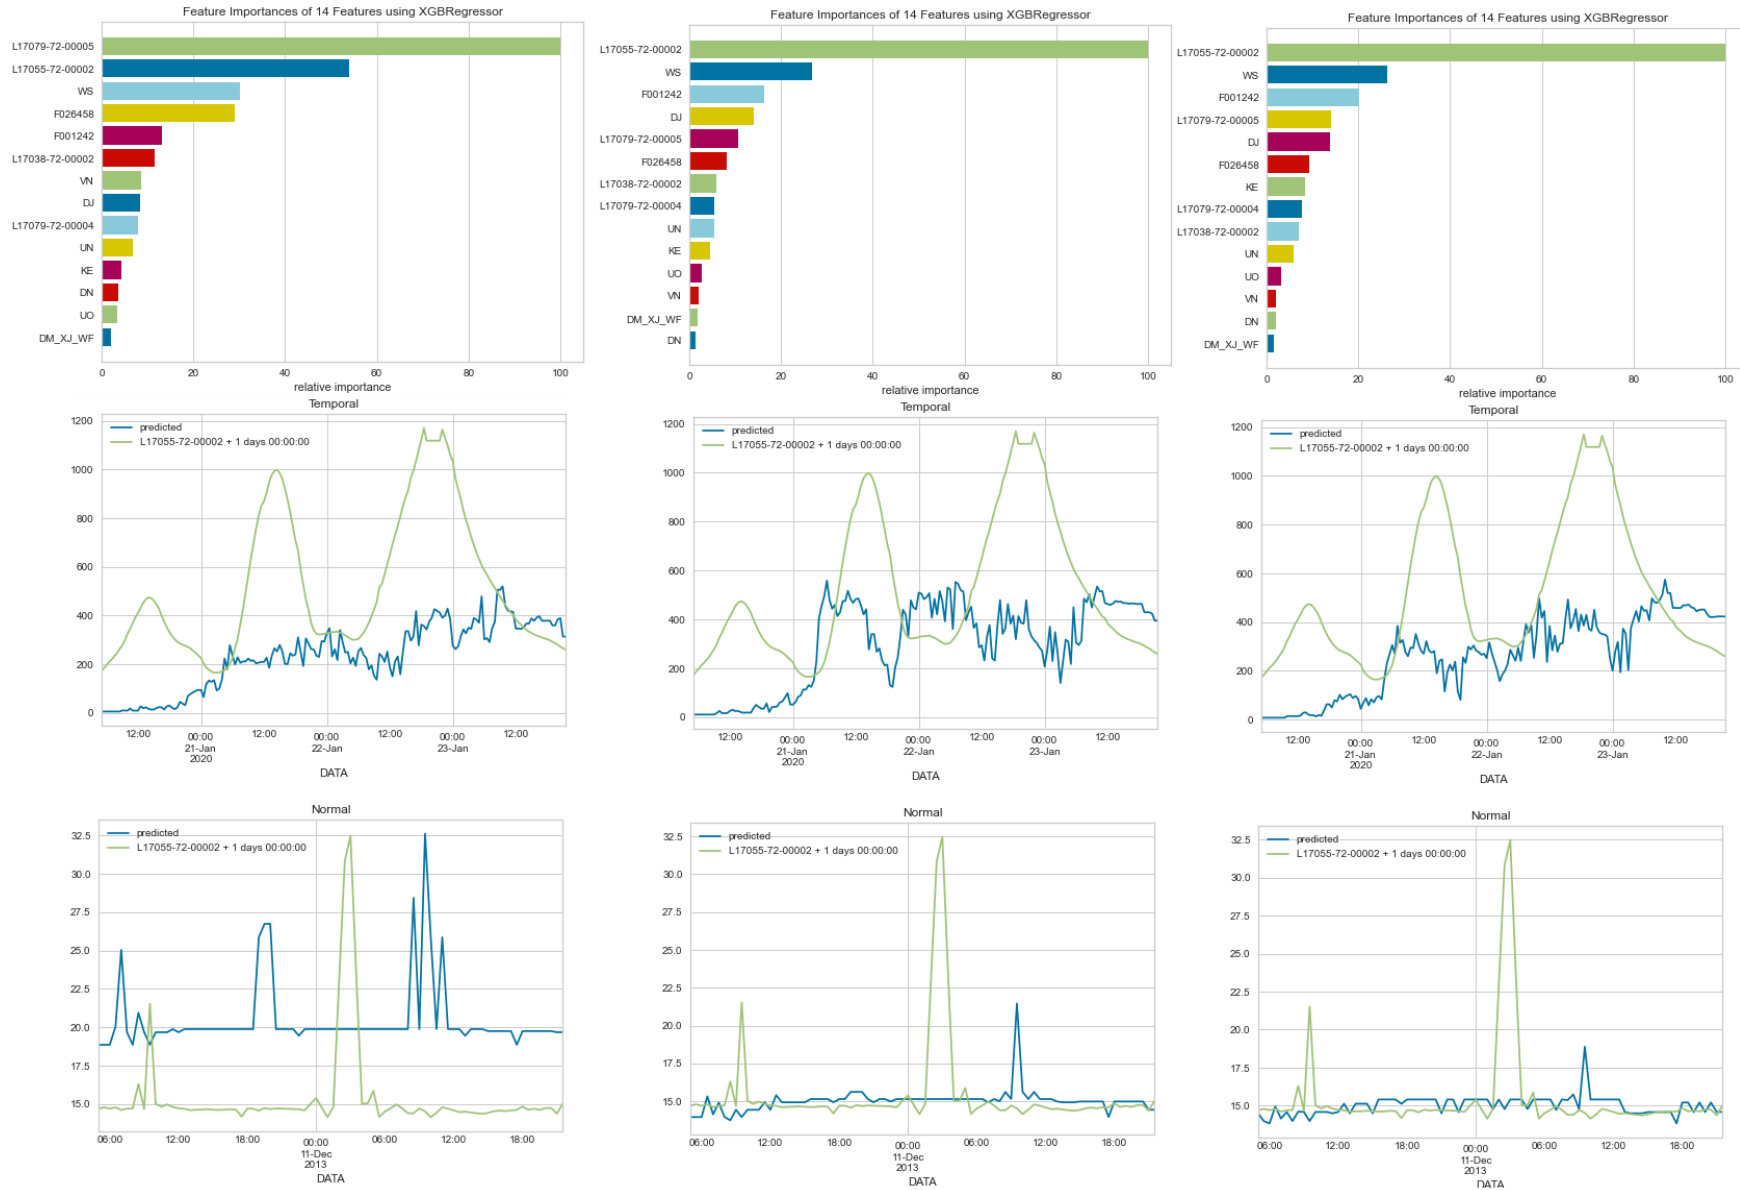 Feature Importances of 14 Features using XGBRegressor
L17079-72-00005
L17055-72-00002
WS
F026458
F001242
L17038-72-00002
VN
DJ
L17079-72-00004
UN
KE
DN
UO
DM_XJ_WF
0 20 40 60 80 100
relative importance
Feature Importances of 14 Features using XGBRegressor
L17055-72-00002
WS
F001242
DJ
L17079-72-00005
F026458
L17038-72-00002
L17079-72-00004
UN
KE
UO
VN
DM_XJ_WF
DN
0 20 40 60 80 100
relative importance
Feature Importances of 14 Features using XGBRegressor
L17055-72-00002
WS
F001242
L17079-72-00005
DJ
F026458
KE
L17079-72-00004
L17038-72-00002
UN
UO
VN
DN
DM_XJ_WF
0 20 40 60 80 100
relative importance
Temporal
predicted
L17055-72-00002 + 1 days 00:00:00
1200
1000
800
600
400
200
0
12:00 00:00 12:00 00:00 12:00 00:00 12:00
21-Jan 22-Jan 23-Jan
2020
DATA
Temporal
predicted
L17055-72-00002 + 1 days 00:00:00
1200
1000
800
600
400
200
0
12:00 00:00 12:00 00:00 12:00 00:00 12:00
21-Jan 22-Jan 23-Jan
2020
DATA
Temporal
predicted
L17055-72-00002 + 1 days 00:00:00
1200
1000
800
600
400
200
0
12:00 00:00 12:00 00:00 12:00 00:00 12:00
21-Jan 22-Jan 23-Jan
2020
DATA
Normal
predicted
L17055-72-00002 + 1 days 00:00:00
32.5
30.0
27.5
25.0
22.5
20.0
17.5
15.0
06:00 12:00 00:00 06:00 18:00
11-Dec
2013
DATA
Normal
predicted
L17055-72-00002 + 1 days 00:00:00
32.5
30.0
27.5
25.0
22.5
20.0
17.5
15.0
06:00 12:00 00:00 06:00 18:00
11-Dec
2013
DATA
Normal
predicted
L17055-72-00002 + 1 days 00:00:00
32.5
30.0
27.5
25.0
22.5
20.0
17.5
15.0
06:00 12:00 00:00 06:00 18:00
11-Dec
2013
DATA